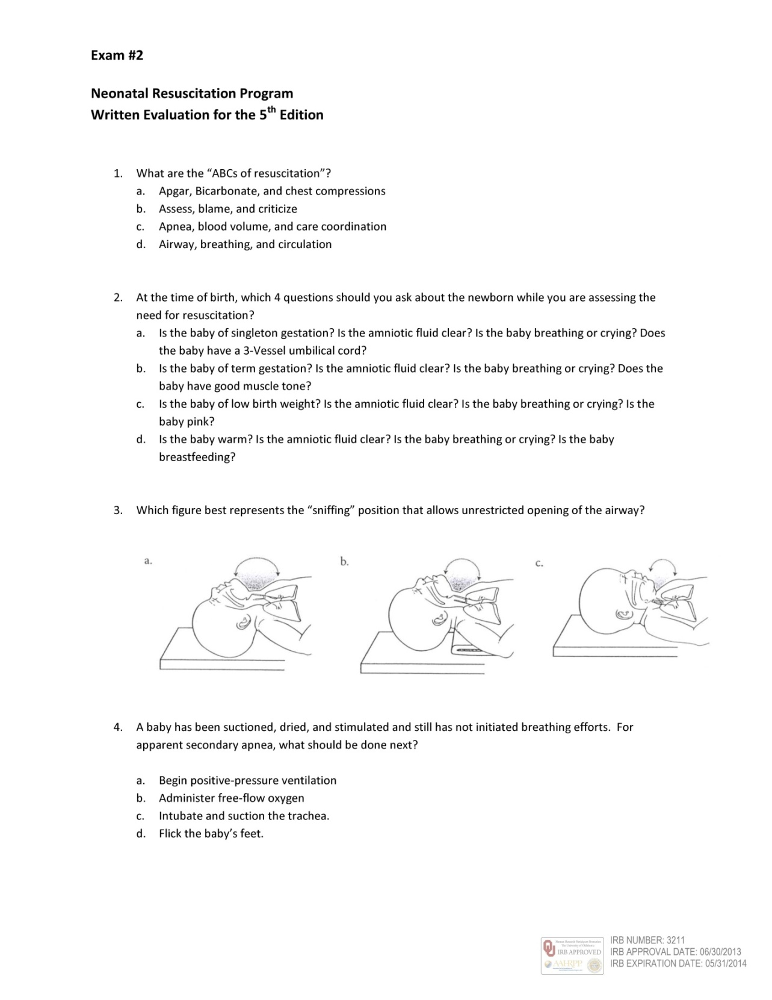 Exam #2
Neonatal Resuscitation Program
Written Evaluation for the 5th Edition
1. What are the “ABCs of resuscitation”?
a. Apgar, Bicarbonate, and chest compressions
b. Assess, blame, and criticize
c. Apnea, blood volume, and care coordination
d. Airway, breathing, and circulation
2. At the time of birth, which 4 questions should you ask about the newborn while you are assessing the
need for resuscitation?
a. Is the baby of singleton gestation? Is the amniotic fluid clear? Is the baby breathing or crying? Does
the baby have a 3-Vessel umbilical cord?
b. Is the baby of term gestation? Is the amniotic fluid clear? Is the baby breathing or crying? Does the
baby have good muscle tone?
c. Is the baby of low birth weight? Is the amniotic fluid clear? Is the baby breathing or crying? Is the
baby pink?
d. Is the baby warm? Is the amniotic fluid clear? Is the baby breathing or crying? Is the baby
breastfeeding?
3. Which figure best represents the “sniffing” position that allows unrestricted opening of the airway?
a. b. c.
4. A baby has been suctioned, dried, and stimulated and still has not initiated breathing efforts.  For
apparent secondary apnea, what should be done next?
a. Begin positive-pressure ventilation
b. Administer free-flow oxygen
c. Intubate and suction the trachea.
d. Flick the baby’s feet.
Human Research Participant Protection
The University of Oklahoma
IRB APPROVED
AAHRPP
IRB NUMBER: 3211
IRB APPROVAL DATE: 06/30/2013
IRB EXPIRATION DATE: 05/31/2014